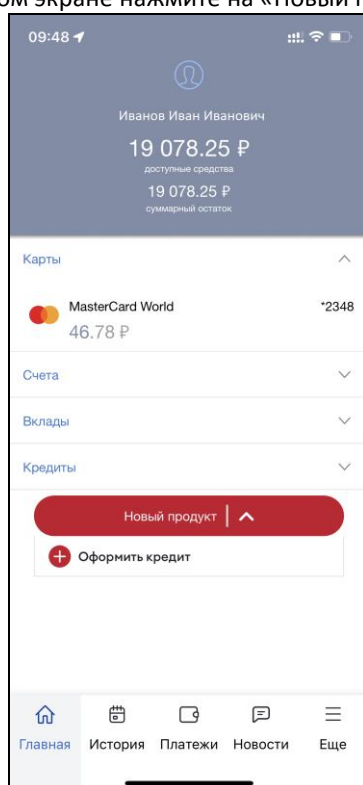 ом экране нажмите на «Новый п
09:48
Иванов Иван Иванович
19 078.25 ₽
доступные средства
19 078.25 ₽
суммарный остаток
Карты
MasterCard World *2348
46.78 ₽
Счета
Вклады
Кредиты
Новый продукт
Оформить кредит
Главная История Платежи Новости Еще